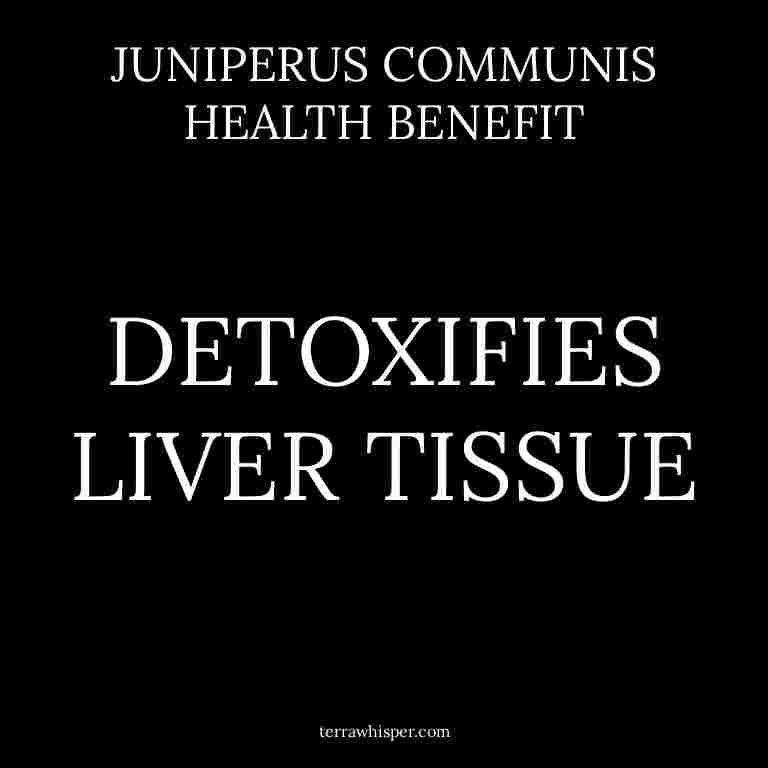 JUNIPERUS COMMUNIS
HEALTH BENEFIT
DETOXIFIES
LIVER TISSUE
terrawhisper.com